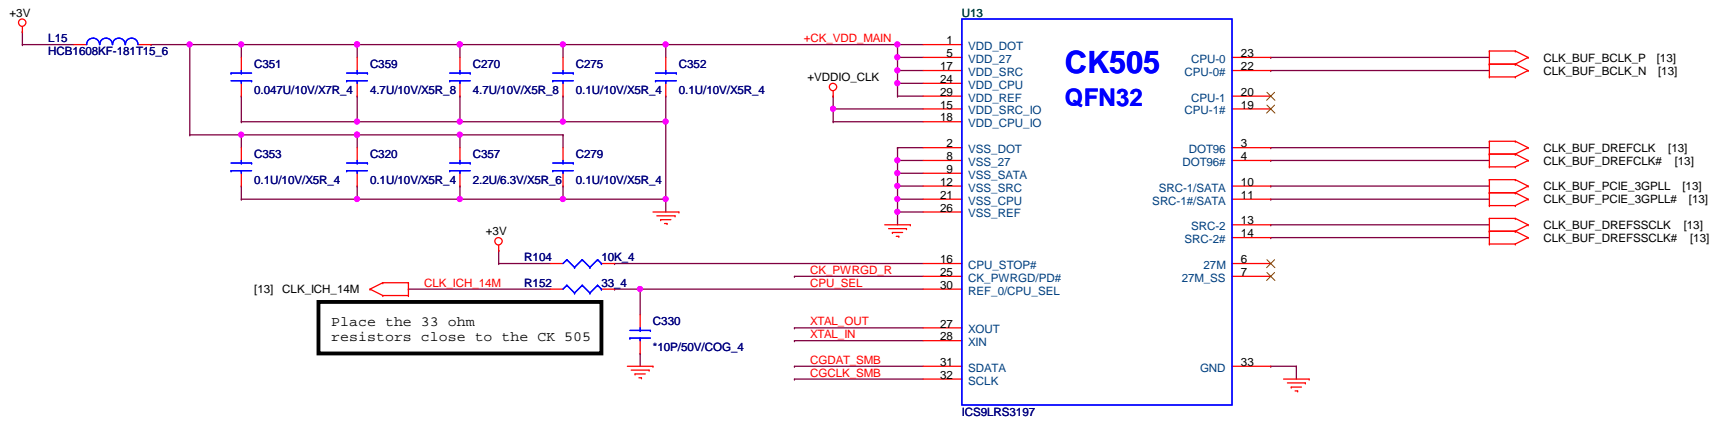 +3V
L15
HCB1608KF-181T15_6
C351
0.047U/10V/X7R_4
C359
4.7U/10V/X5R_8
C270
4.7U/10V/X5R_8
C275
0.1U/10V/X5R_4
C352
0.1U/10V/X5R_4
C353
0.1U/10V/X5R_4
C320
0.1U/10V/X5R_4
C357
2.2U/6.3V/X5R_6
C279
0.1U/10V/X5R_4
+CK_VDD_MAIN
+VDDIO_CLK
U13
CK505
QFN32
1 VDD_DOT
5 VDD_27
17 VDD_SRC
24 VDD_CPU
29 VDD_REF
15 VDD_SRC_IO
18 VDD_CPU_IO
2 VSS_DOT
8 VSS_27
9 VSS_SATA
12 VSS_SRC
21 VSS_CPU
26 VSS_REF
+3V
R104 10K_4
16 CPU_STOP#
CK_PWRGD_R 25 CK_PWRGD/PD#
[13] CLK_ICH_14M CLK_ICH_14M R152 33_4 CPU_SEL 30 REF_0/CPU_SEL
Place the 33 ohm
resistors close to the CK 505
C330
*10P/50V/COG_4
XTAL_OUT 27 XOUT
XTAL_IN 28 XIN
CGDAT_SMB 31 SDATA
CGCLK_SMB 32 SCLK
CPU-0 23 CLK_BUF_BCLK_P [13]
CPU-0# 22 CLK_BUF_BCLK_N [13]
CPU-1 20
CPU-1# 19
DOT96 3 CLK_BUF_DREFCLK [13]
DOT96# 4 CLK_BUF_DREFCLK# [13]
SRC-1/SATA 10 CLK_BUF_PCIE_3GPLL [13]
SRC-1#/SATA 11 CLK_BUF_PCIE_3GPLL# [13]
SRC-2 13 CLK_BUF_DREFSSCLK [13]
SRC-2# 14 CLK_BUF_DREFSSCLK# [13]
27M 6
27M_SS 7
GND 33
ICS9LRS3197